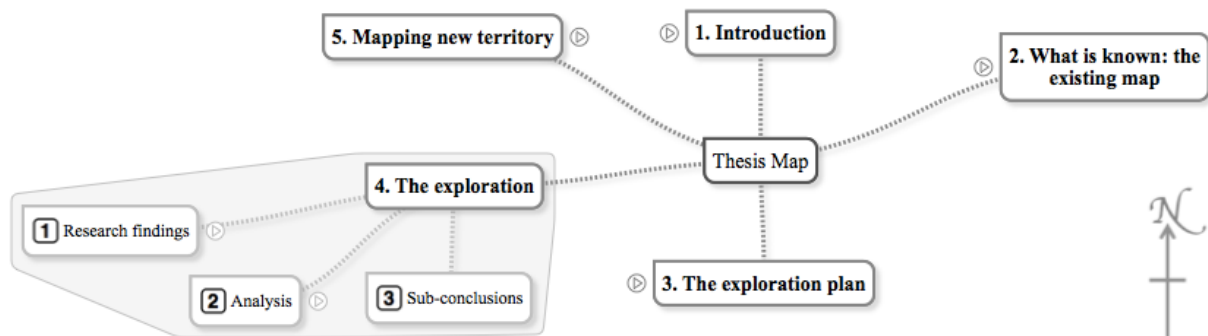 5. Mapping new territory
1. Introduction
2. What is known: the
existing map
Thesis Map
4. The exploration
1 Research findings
2 Analysis
3 Sub-conclusions
3. The exploration plan
N